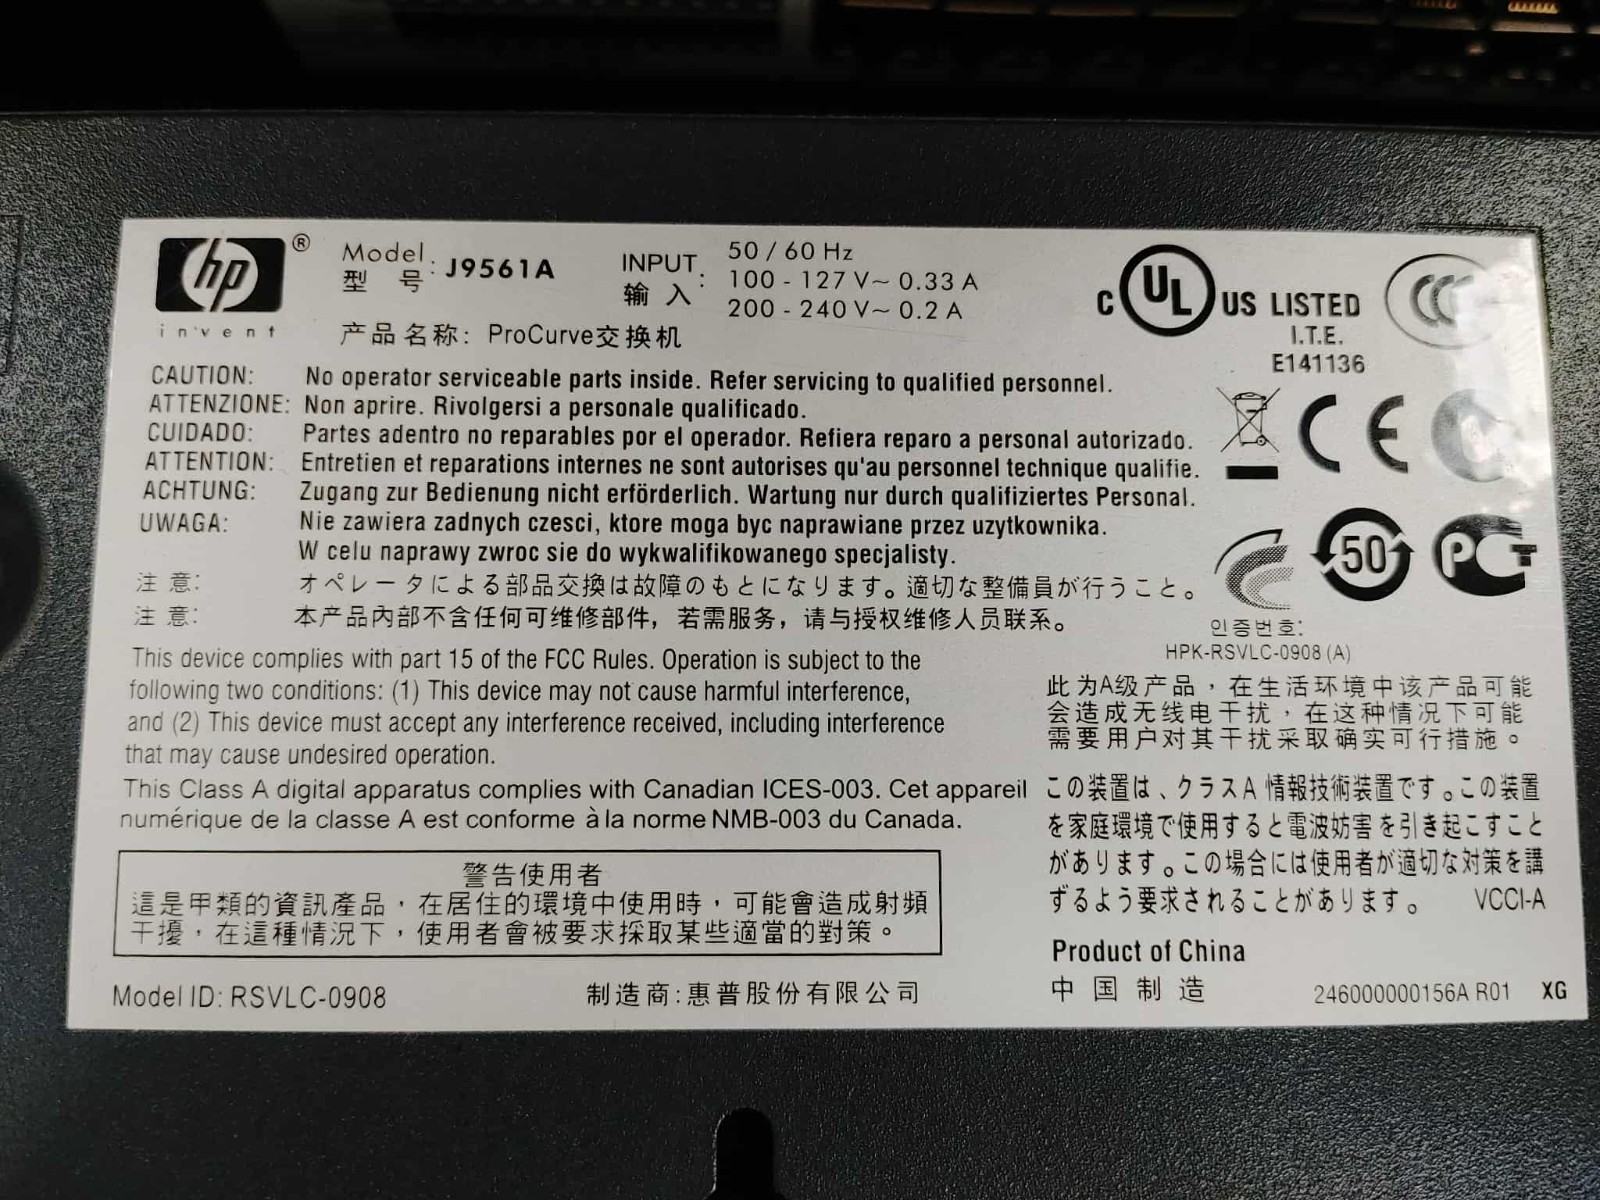 hp ®
invent
Model
型 号 : J9561A
产品名称: ProCurve交换机
INPUT
输 入 :
50 / 60 Hz
100 - 127 V~ 0.33 A
200 - 240 V~ 0.2 A
C UL US LISTED
I.T.E.
E141136
CCC
CAUTION: No operator serviceable parts inside. Refer servicing to qualified personnel.
ATTENZIONE: Non aprire. Rivolgersi a personale qualificado.
CUIDADO: Partes adentro no reparables por el operador. Refiera reparo a personal autorizado.
ATTENTION: Entretien et reparations internes ne sont autorises qu'au personnel technique qualifie.
ACHTUNG: Zugang zur Bedienung nicht erförderlich. Wartung nur durch qualifiziertes Personal.
UWAGA: Nie zawiera zadnych czesci, ktore moga byc naprawiane przez uzytkownika.
W celu naprawy zwroc sie do wykwalifikowanego specjalisty.
注 意: オペレータによる部品交換は故障のもとになります。適切な整備員が行うこと。
注 意: 本产品内部不含任何可维修部件，若需服务，请与授权维修人员联系。
CE
50
PCT
인증번호:
HPK-RSVLC-0908 (A)
This device complies with part 15 of the FCC Rules. Operation is subject to the
following two conditions: (1) This device may not cause harmful interference,
and (2) This device must accept any interference received, including interference
that may cause undesired operation.
This Class A digital apparatus complies with Canadian ICES-003. Cet appareil
numérique de la classe A est conforme à la norme NMB-003 du Canada.
此为A级产品，在生活环境中该产品可能
会造成无线电干扰，在这种情况下可能
需要用户对其干扰采取确实可行措施。
この装置は、クラスA 情報技術装置です。この装置
を家庭環境で使用すると電波妨害を引き起こすこと
があります。この場合には使用者が適切な対策を講
ずるよう要求されることがあります。 VCCI-A
警告使用者
這是甲類的資訊產品，在居住的環境中使用時，可能會造成射頻
干擾，在這種情況下，使用者會被要求採取某些適當的對策。
Model ID: RSVLC-0908
制造商:惠普股份有限公司
Product of China
中 国 制 造
246000000156A R01 XG